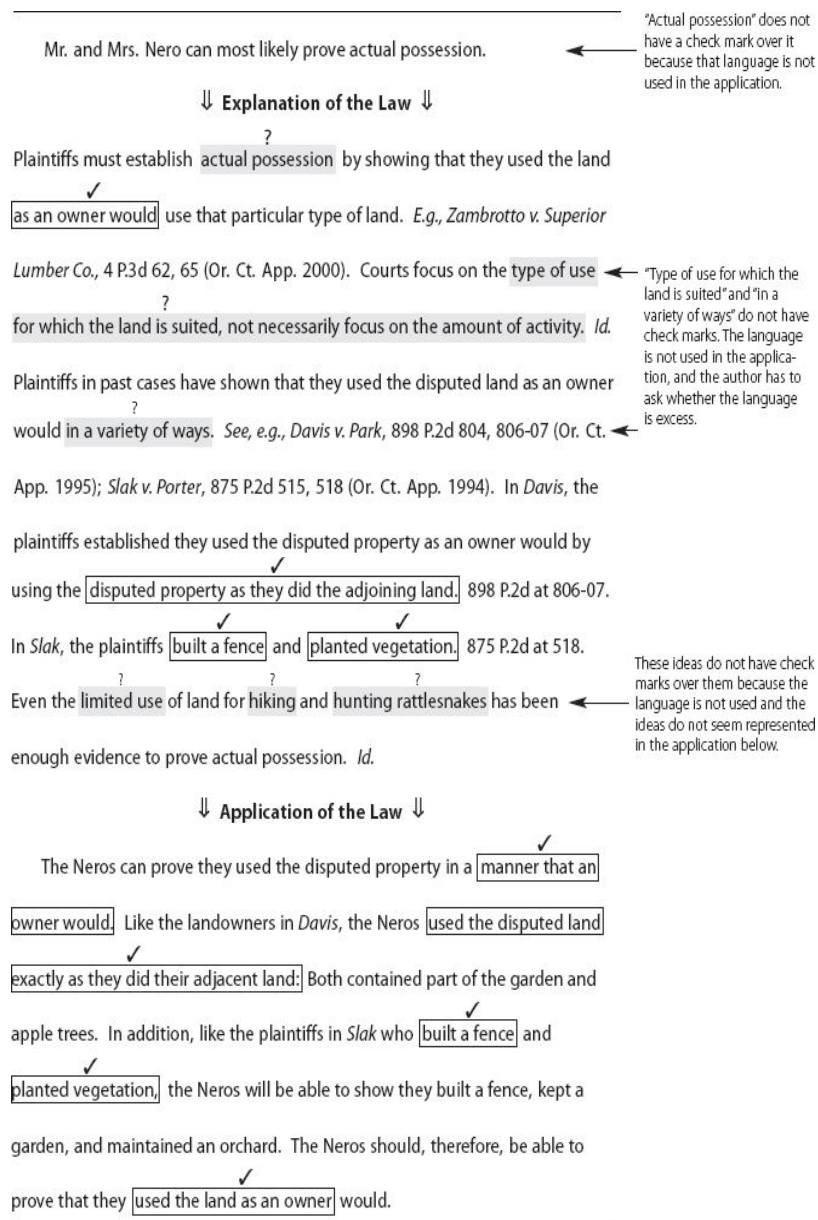 Mr. and Mrs. Nero can most likely prove actual possession.
"Actual possession" does not
have a check mark over it
because that language is not
used in the application.
⇓ Explanation of the Law ⇓
?
Plaintiffs must establish actual possession by showing that they used the land
✓
as an owner would use that particular type of land. E.g., Zambrotto v. Superior
Lumber Co., 4 P.3d 62, 65 (Or. Ct. App. 2000). Courts focus on the type of use
?
for which the land is suited, not necessarily focus on the amount of activity. Id.
Plaintiffs in past cases have shown that they used the disputed land as an owner
?
would in a variety of ways. See, e.g., Davis v. Park, 898 P.2d 804, 806-07 (Or. Ct.
"Type of use for which the
land is suited" and "in a
variety of ways" do not have
check marks. The language
is not used in the applica-
tion, and the author has to
ask whether the language
is excess.
App. 1995); Slak v. Porter, 875 P.2d 515, 518 (Or. Ct. App. 1994). In Davis, the
plaintiffs established they used the disputed property as an owner would by
✓
using the disputed property as they did the adjoining land. 898 P.2d at 806-07.
✓ ✓
In Slak, the plaintiffs built a fence and planted vegetation. 875 P.2d at 518.
? ? ?
Even the limited use of land for hiking and hunting rattlesnakes has been
enough evidence to prove actual possession. Id.
These ideas do not have check
marks over them because the
language is not used and the
ideas do not seem represented
in the application below.
⇓ Application of the Law ⇓
✓
The Neros can prove they used the disputed property in a manner that an
owner would. Like the landowners in Davis, the Neros used the disputed land
✓
exactly as they did their adjacent land: Both contained part of the garden and
✓
apple trees. In addition, like the plaintiffs in Slak who built a fence and
✓
planted vegetation, the Neros will be able to show they built a fence, kept a
garden, and maintained an orchard. The Neros should, therefore, be able to
✓
prove that they used the land as an owner would.